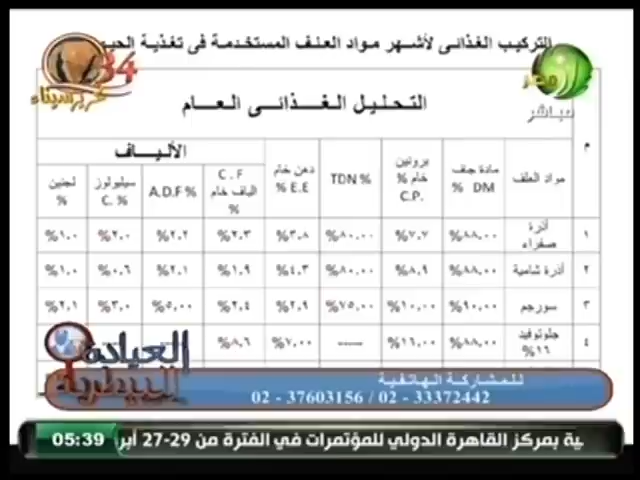 التركيب الغذائى لأشهر مواد العلف المستخدمة فى تغذية
34
تحرير سيناء
مصر
مباشر
التحليل الغذائى العام
م
مواد العلف
مادة جاف DM %
بروتين خام % C.P.
TDN %
دهن خام E.E %
C.F الياف خام %
الألياف
A.D.F %
سيليولوز C. %
لجنين %
١ أذرة صفراء %٨٨,٠٠ %٧,٧ %٨٠,٠٠ %٣,٨ %٢,٣ %٢,٢ %٢,٠ %١,٠
٢ أذرة شامية %٨٨,٠٠ %٨,٩ %٨٠,٠٠ %٤,٣ %١,٩ %٢,١ %٠,٦ %١,٠
٣ سورجم %٩٠,٠٠ %١٠,٠٠ %٧٥,٠٠ %٢,٩ %٢,٤ %٥,٠٠ %٣,٠ %٢,١
٤ جلوتوفيد ١٦% %٨٨,٠٠ %١٦,٠٠ ----- %٧,٠٠ %٨,٦
العيادة
البيطرية
للمشاركة الهاتفية
02 - 37603156 / 02 - 33372442
05:39
بمركز القاهرة الدولي للمؤتمرات في الفترة من 29-27